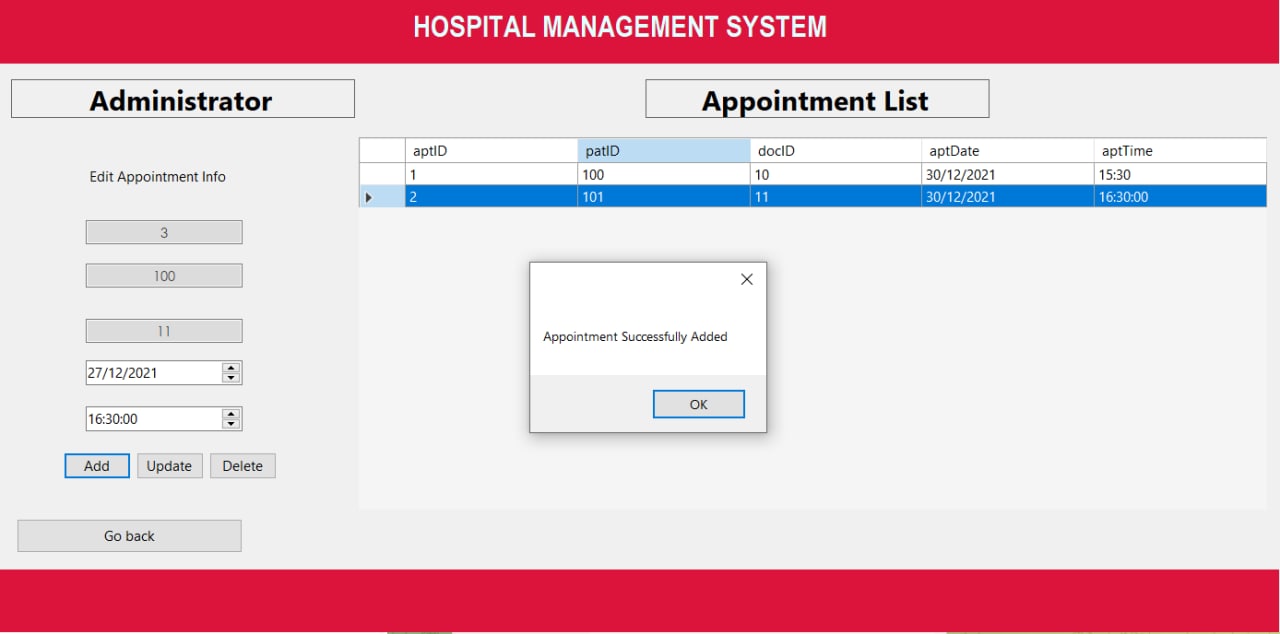 HOSPITAL MANAGEMENT SYSTEM
Administrator
Appointment List
aptID patID docID aptDate aptTime
1 100 10 30/12/2021 15:30
2 101 11 30/12/2021 16:30:00
Edit Appointment Info
3
100
11
27/12/2021
16:30:00
Add Update Delete
Go back
Appointment Successfully Added
OK